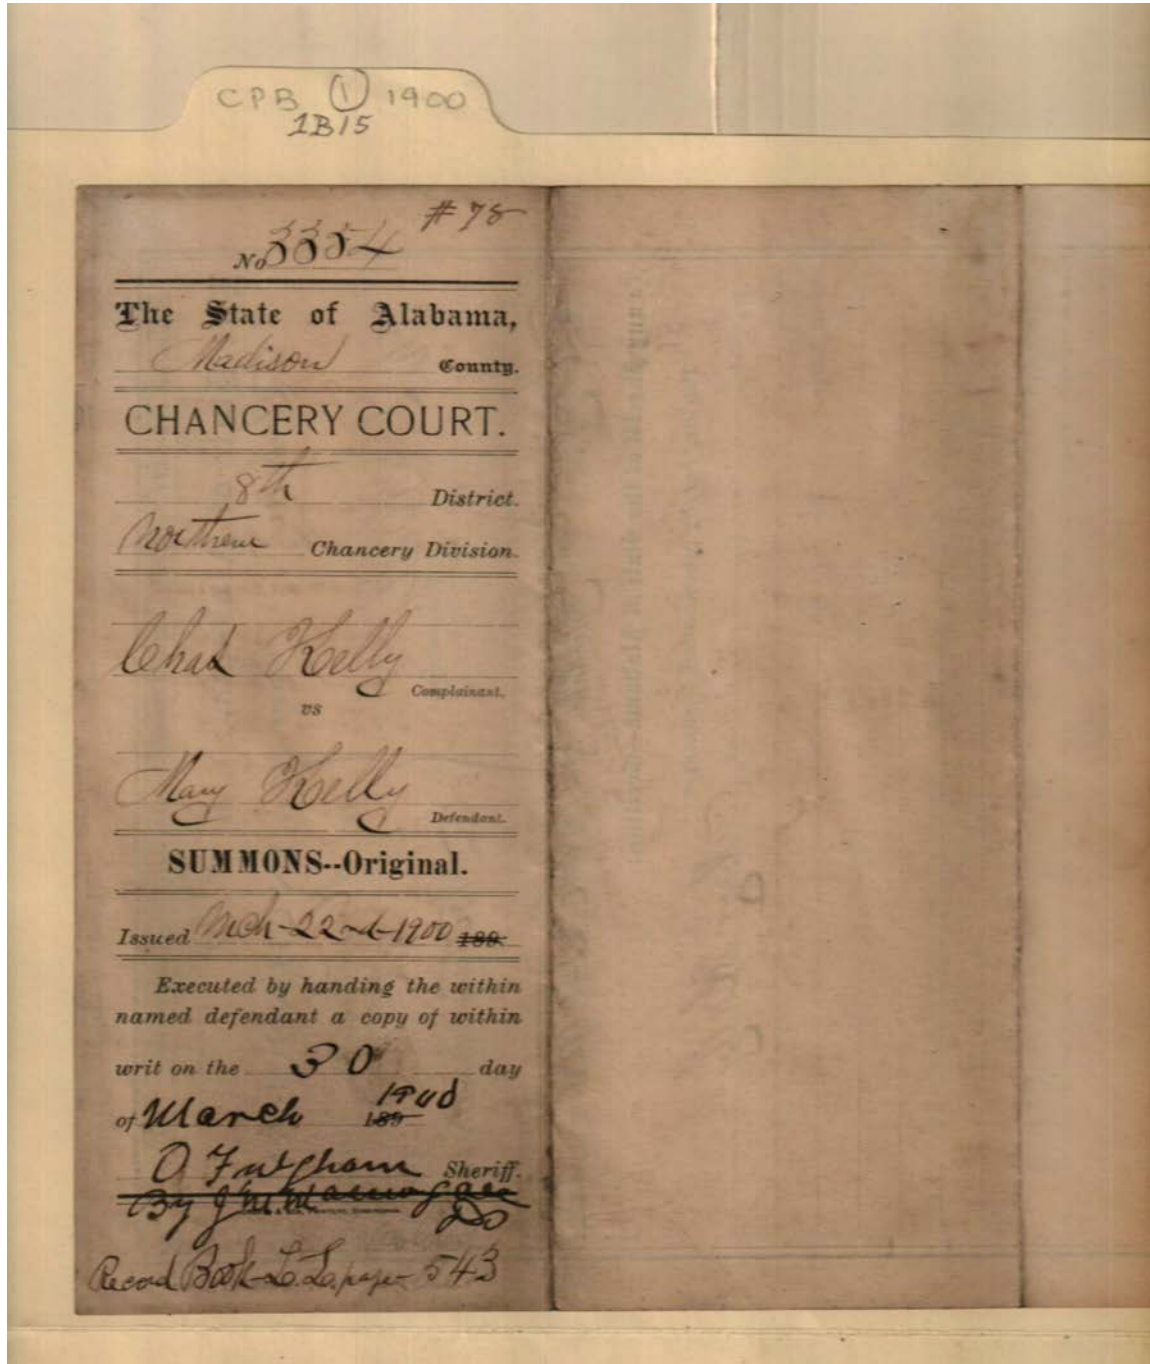 CPB 1 1900
1B15
# 78
No 3354
The State of Alabama,
Madison County.
CHANCERY COURT.
8th District.
Northern Chancery Division.
Chas Kelly
Complainant.
vs
Mary Kelly
Defendant.
SUMMONS--Original.
Issued Mch-22nd-1900 189
Executed by handing the within
named defendant a copy of within
writ on the 30 day
of March 1900
189
O Fulgham Sheriff.
By
Record Book L.L. page 543